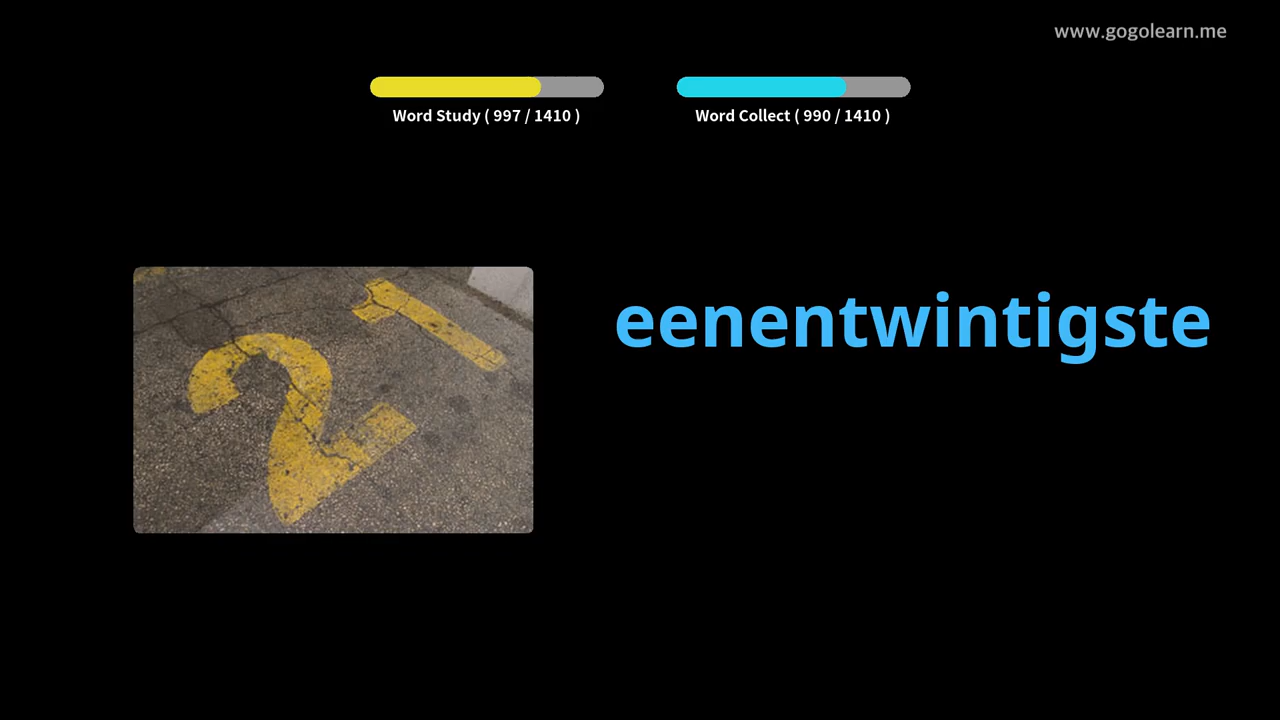 www.gogolearn.me
Word Study ( 997 / 1410 )
Word Collect ( 990 / 1410 )
21
eenentwintigste